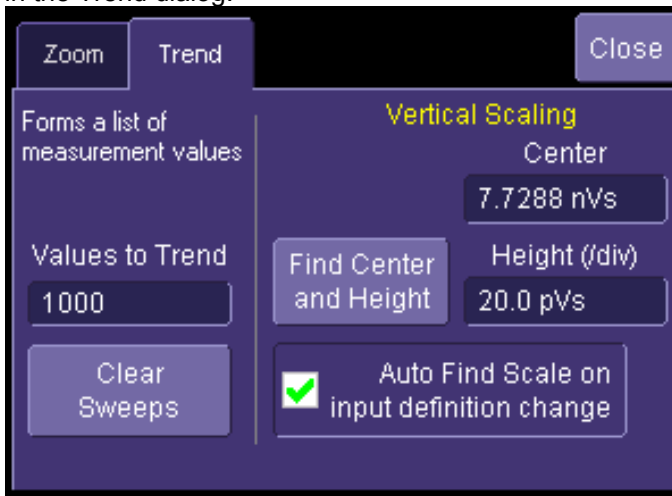 in the Trend dialog.
Zoom
Trend
Close
Forms a list of
measurement values
Values to Trend
1000
Clear
Sweeps
Vertical Scaling
Center
7.7288 nVs
Find Center
and Height
Height (/div)
20.0 pVs
Auto Find Scale on
input definition change